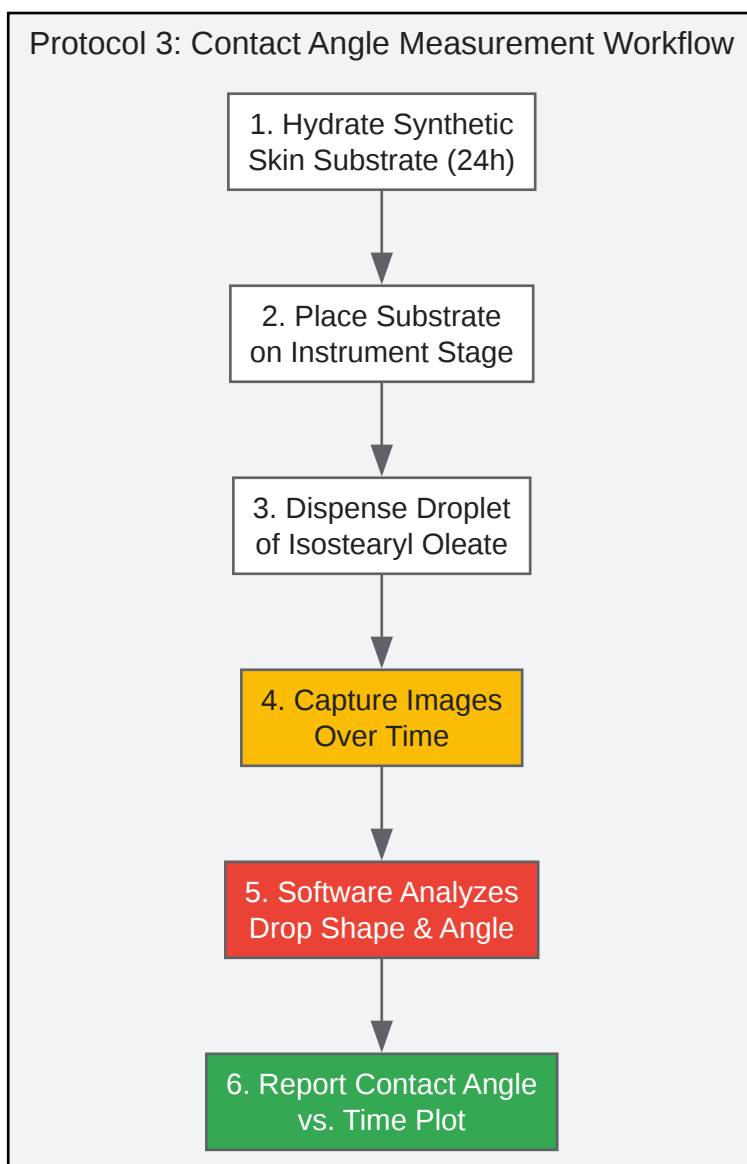 Protocol 3: Contact Angle Measurement Workflow
1. Hydrate Synthetic
Skin Substrate (24h)
2. Place Substrate
on Instrument Stage
3. Dispense Droplet
of Isostearyl Oleate
4. Capture Images
Over Time
5. Software Analyzes
Drop Shape & Angle
6. Report Contact Angle
vs. Time Plot